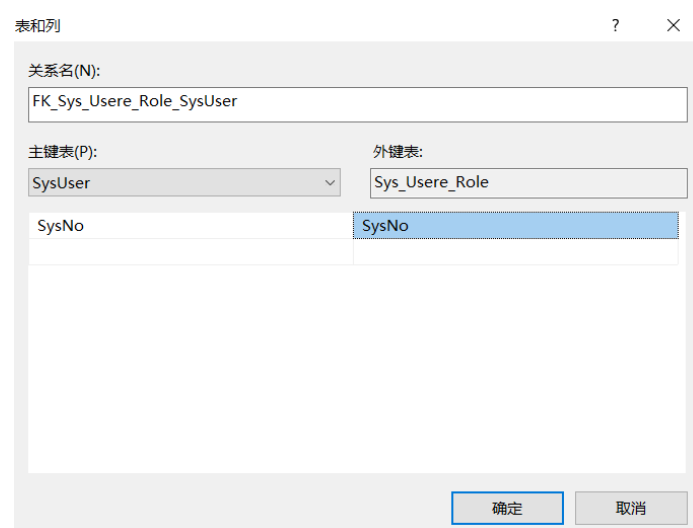 表和列
?
关系名(N):
FK_Sys_Usere_Role_SysUser
主键表(P):
外键表:
SysUser
Sys_Usere_Role
SysNo
SysNo
确定
取消